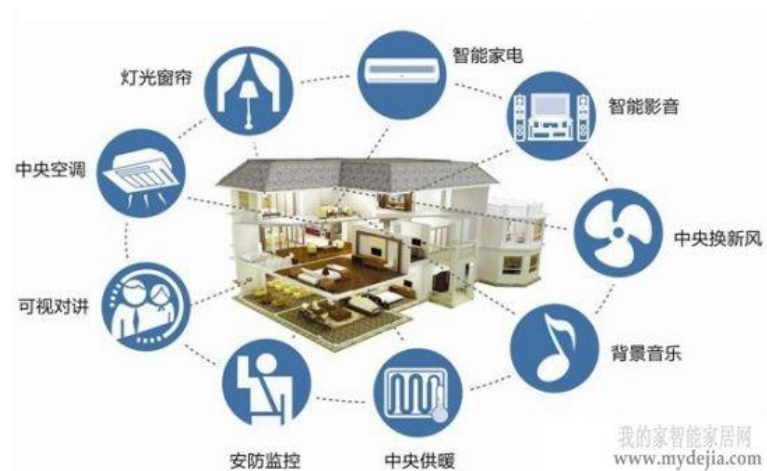 智能家电
灯光窗帘
智能影音
中央空调
中央换新风
可视对讲
背景音乐
安防监控
中央供暖
我的家智能家居网
www.mydejia.com